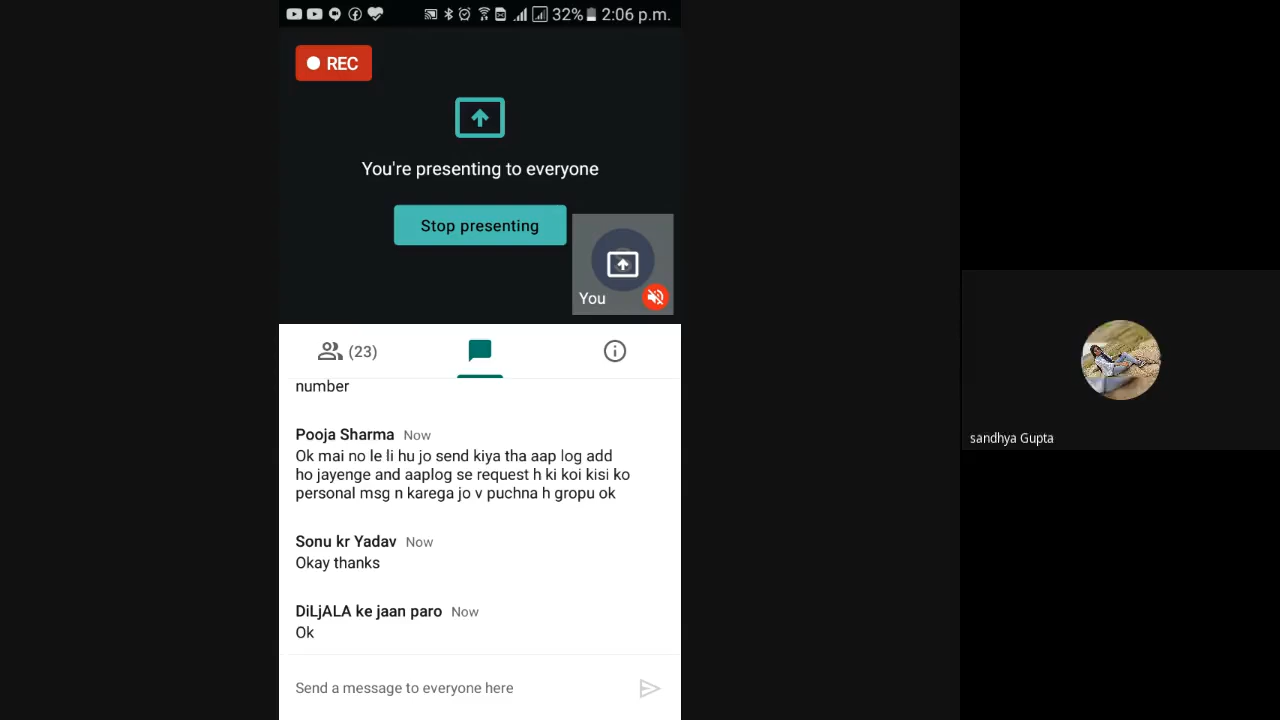 32% 2:06 p.m.
REC
You're presenting to everyone
Stop presenting
You
(23)
number
Pooja Sharma Now
Ok mai no le li hu jo send kiya tha aap log add
ho jayenge and aaplog se request h ki koi kisi ko
personal msg n karega jo v puchna h gropu ok
Sonu kr Yadav Now
Okay thanks
DiLjALA ke jaan paro Now
Ok
Send a message to everyone here
sandhya Gupta